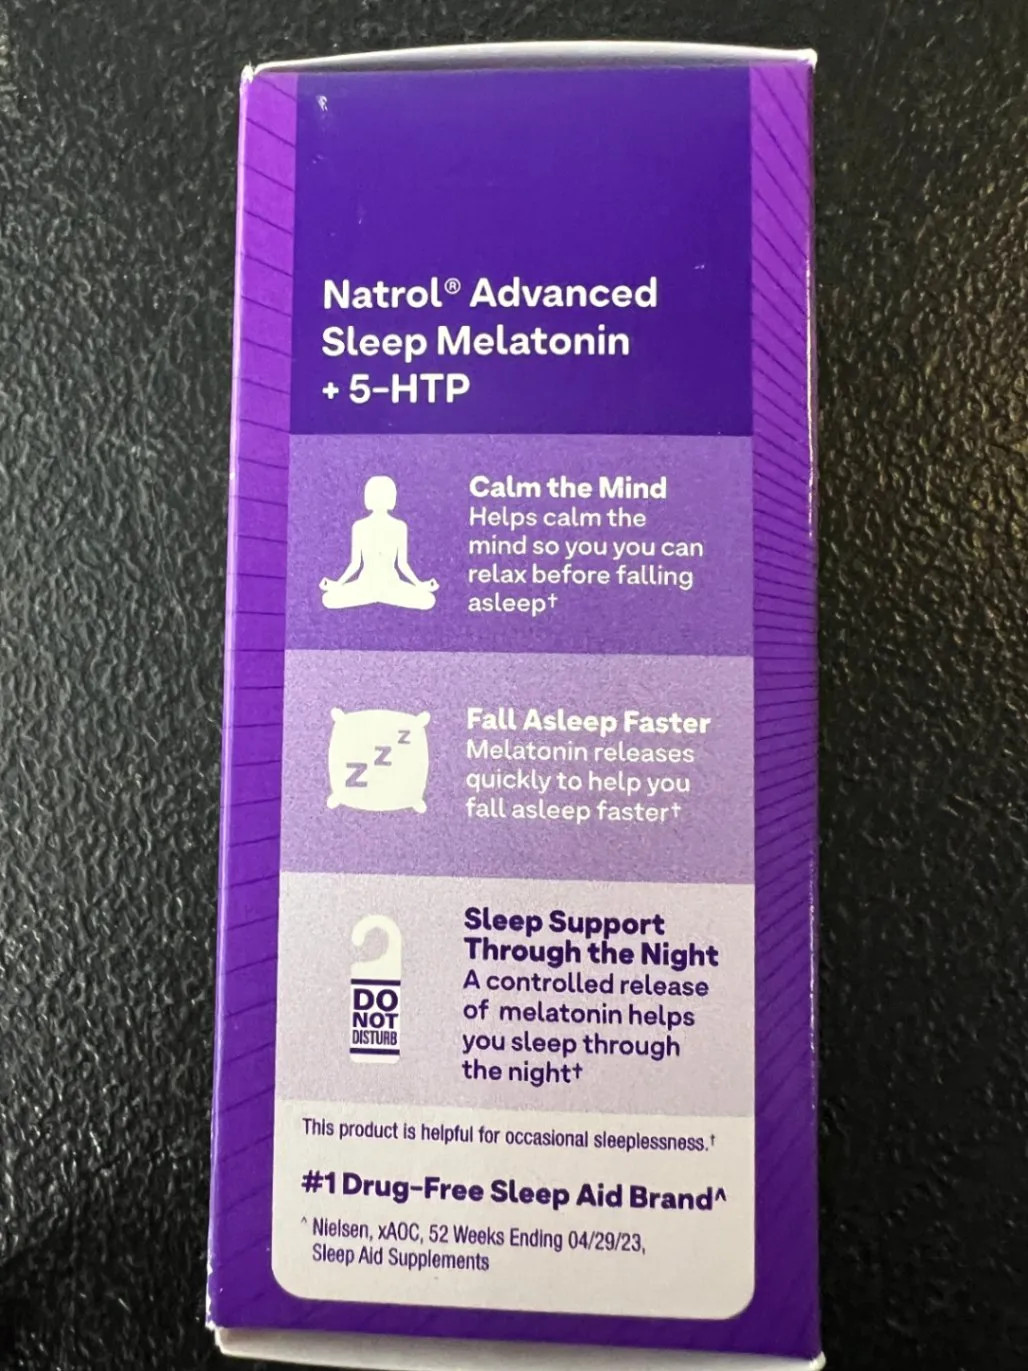 Natrol® Advanced
Sleep Melatonin
+ 5-HTP
Calm the Mind
Helps calm the
mind so you you can
relax before falling
asleep†
z z z
Fall Asleep Faster
Melatonin releases
quickly to help you
fall asleep faster†
DO
NOT
DISTURB
Sleep Support
Through the Night
A controlled release
of melatonin helps
you sleep through
the night†
This product is helpful for occasional sleeplessness.†
#1 Drug-Free Sleep Aid Brand^
^ Nielsen, xAOC, 52 Weeks Ending 04/29/23,
Sleep Aid Supplements